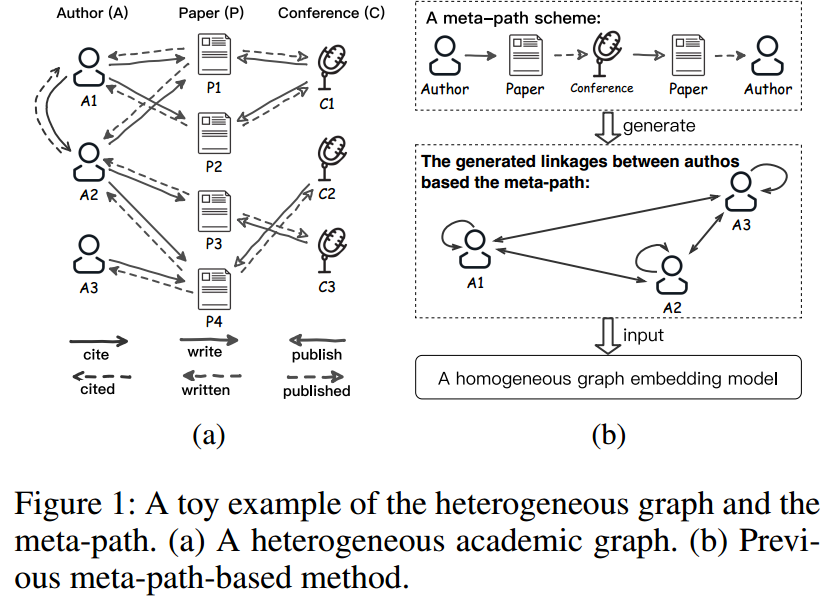 Author (A) Paper (P) Conference (C)
A1
P1
C1
A2
P2
C2
A3
P3
C3
P4
cite
write
publish
cited
written
published
(a)
A meta-path scheme:
Author Paper Conference Paper Author
generate
The generated linkages between authos
based the meta-path:
A3
A1
A2
input
A homogeneous graph embedding model
(b)
Figure 1: A toy example of the heterogeneous graph and the
meta-path. (a) A heterogeneous academic graph. (b) Previ-
ous meta-path-based method.